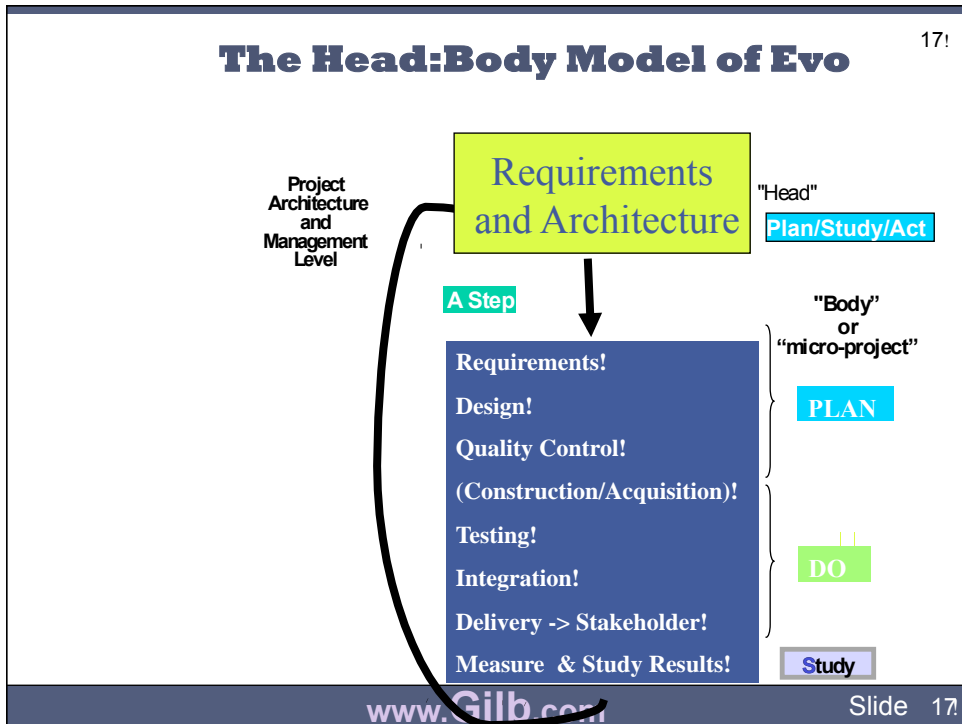 17!
The Head:Body Model of Evo
Project
Architecture
and
Management
Level
Requirements
and Architecture
"Head"
Plan/Study/Act
A Step
"Body”
or
“micro-project”
Requirements!
Design!
Quality Control!
PLAN
(Construction/Acquisition)!
Testing!
Integration!
Delivery -> Stakeholder!
DO
Measure & Study Results!
Study
www.Gilb.com
Slide 17!